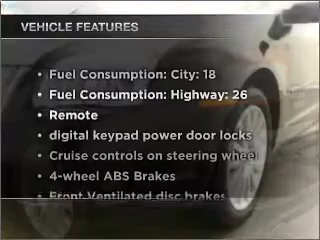 VEHICLE FEATURES
• Fuel Consumption: City: 18
• Fuel Consumption: Highway: 26
• Remote
• digital keypad power door locks
• Cruise controls on steering wheel
• 4-wheel ABS Brakes
• Front Ventilated disc brakes